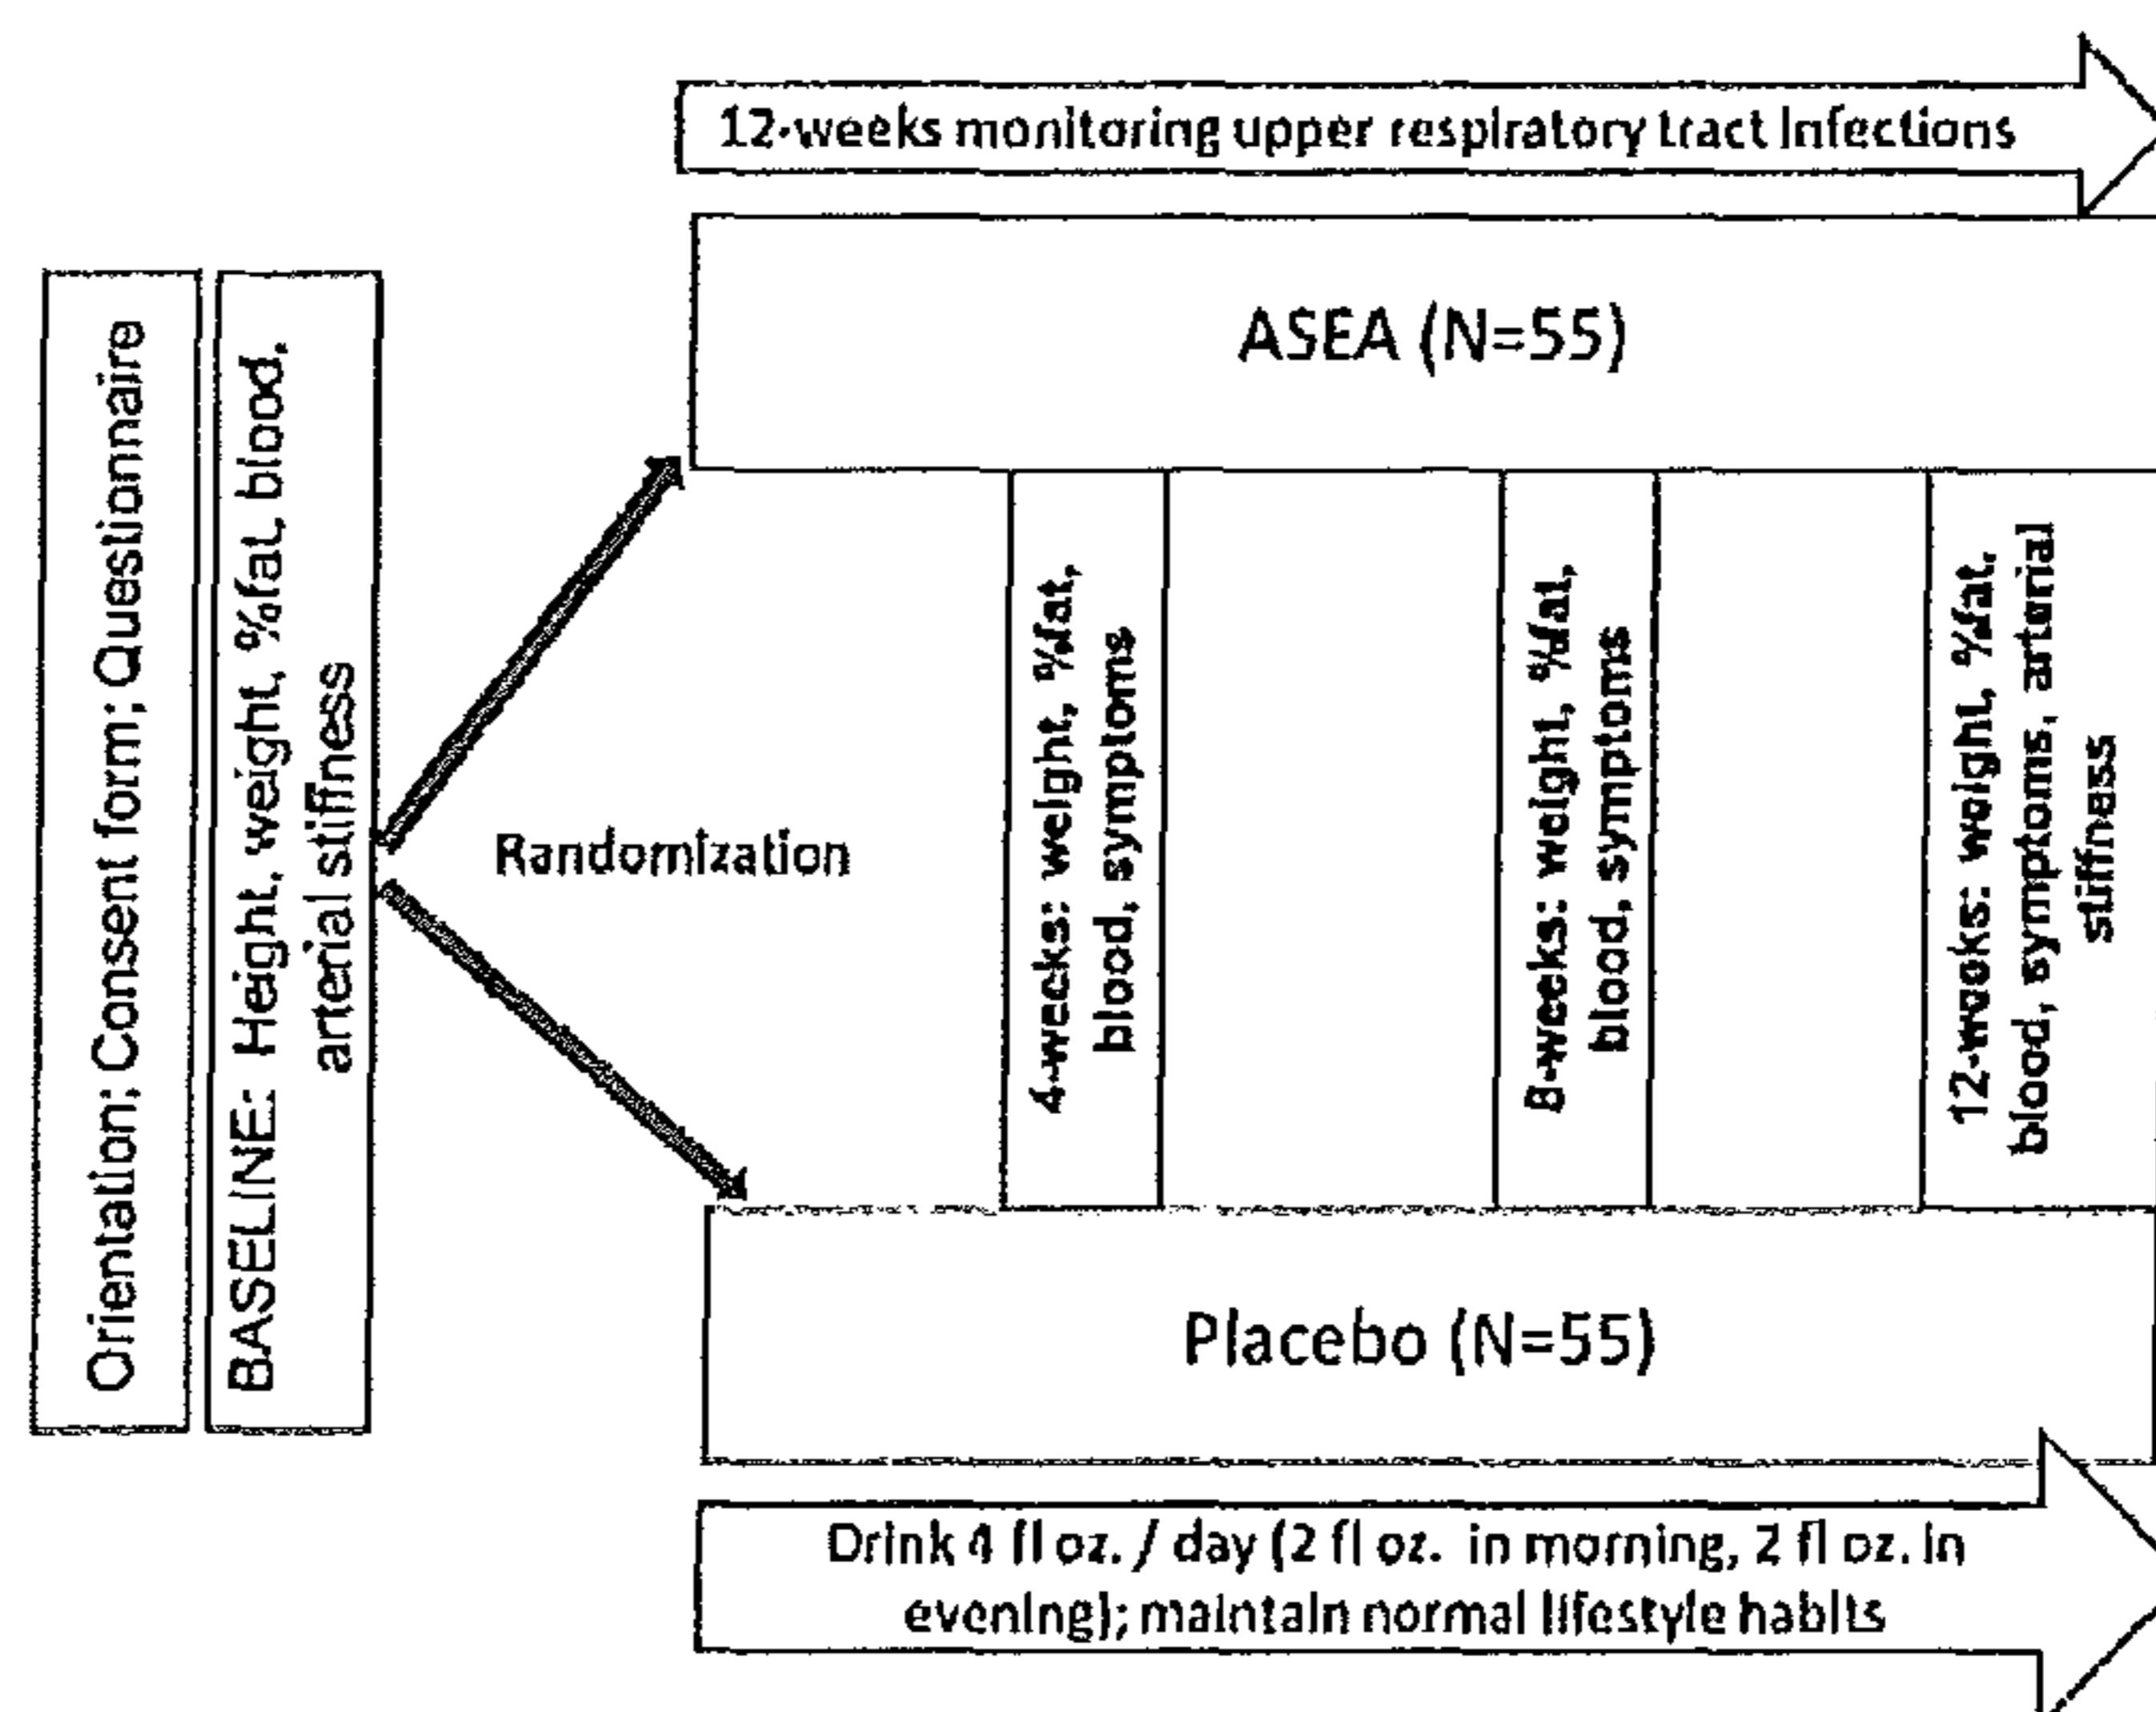 12-weeks monitoring upper respiratory tract Infections
ASEA (N=55)
Orientation; Consent form; Questionnaire
BASELINE: Height, weight, %fat, blood,
arterial stiffness
Randomization
4-weeks: weight, %fat,
blood, symptoms
8-weeks: weight, %fat,
blood, symptoms
12-weeks: weight, %fat,
blood, symptoms, arterial
stiffness
Placebo (N=55)
Drink 4 fl oz. / day (2 fl oz. in morning, 2 fl oz. in
evening); maintain normal lifestyle habits